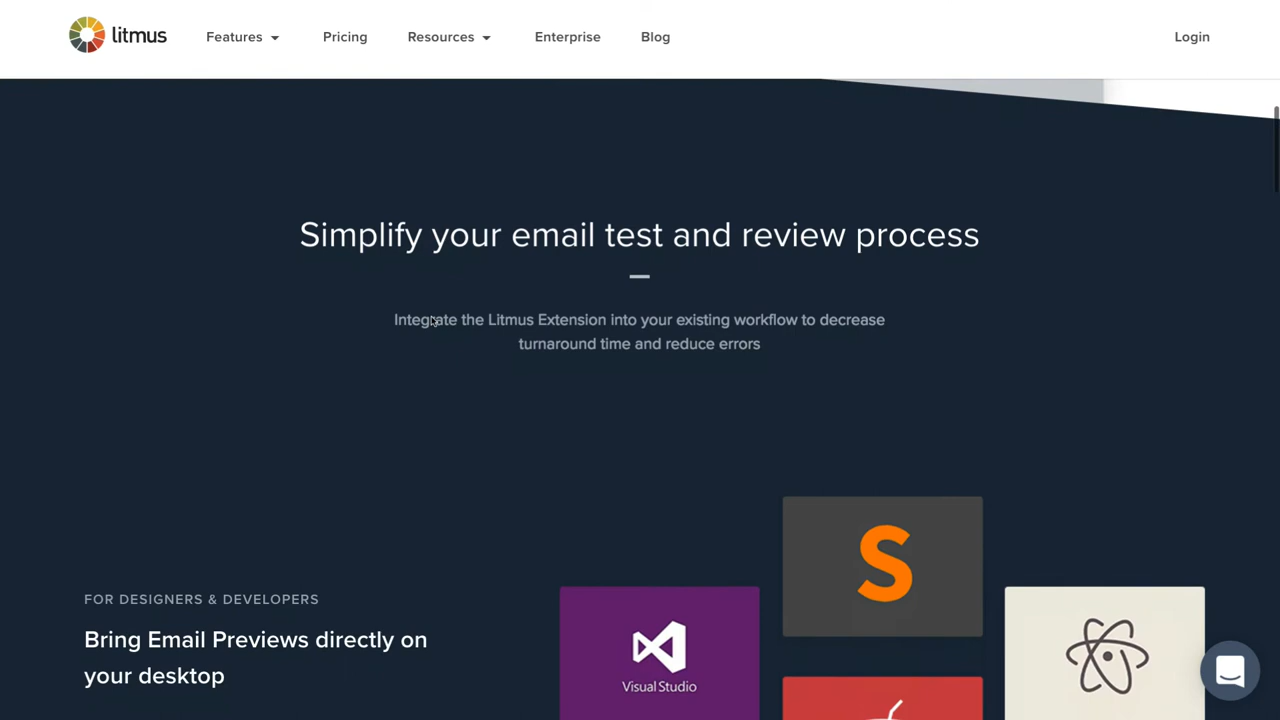 litmus
Features
Pricing
Resources
Enterprise
Blog
Login
Simplify your email test and review process
Integrate the Litmus Extension into your existing workflow to decrease
turnaround time and reduce errors
FOR DESIGNERS & DEVELOPERS
Bring Email Previews directly on
your desktop
S
Visual Studio